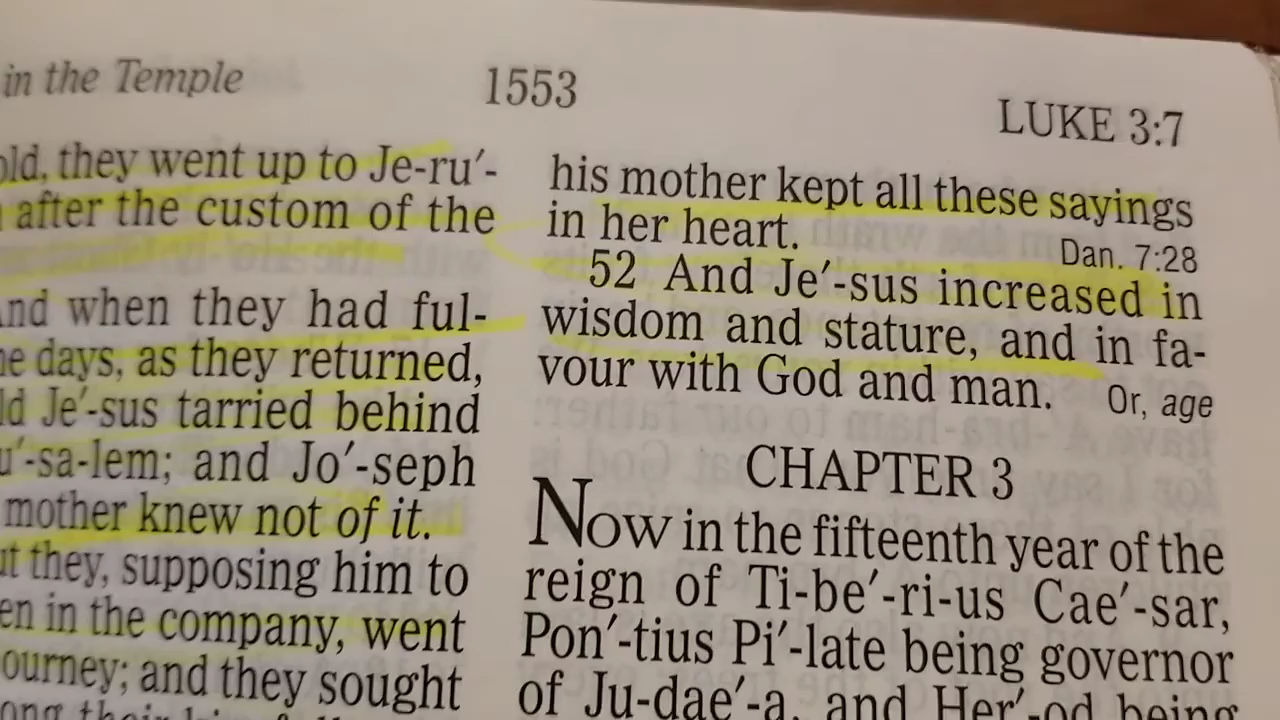 in the Temple
1553
LUKE 3:7
old, they went up to Je-ru′-
after the custom of the
And when they had ful-
days, as they returned,
Je′-sus tarried behind
-sa-lem; and Jo′-seph
mother knew not of it.
they, supposing him to
in the company, went
journey; and they sought
his mother kept all these sayings
in her heart.
Dan. 7:28
52 And Je′-sus increased in
wisdom and stature, and in fa-
vour with God and man.
Or, age
CHAPTER 3
Now in the fifteenth year of the
reign of Ti-be′-ri-us Cae′-sar,
Pon′-tius Pi′-late being governor
of Ju-dae′-a, and Her′-od being